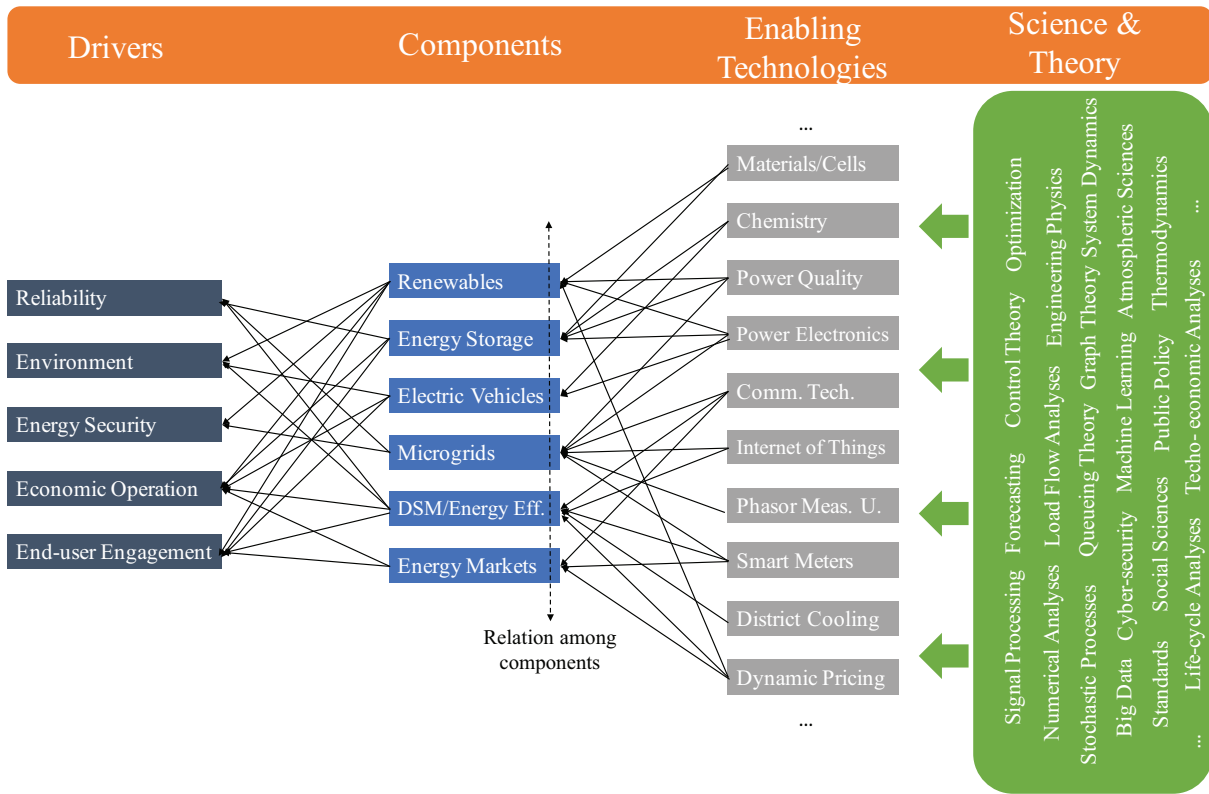 Drivers
Components
Enabling
Technologies
Science &
Theory
Reliability
Environment
Energy Security
Economic Operation
End-user Engagement
Renewables
Energy Storage
Electric Vehicles
Microgrids
DSM/Energy Eff.
Energy Markets
Relation among
components
...
Materials/Cells
Chemistry
Power Quality
Power Electronics
Comm. Tech.
Internet of Things
Phasor Meas. U.
Smart Meters
District Cooling
Dynamic Pricing
...
Signal Processing Forecasting Control Theory Optimization
Numerical Analyses Load Flow Analyses Engineering Physics
Stochastic Processes Queueing Theory Graph Theory System Dynamics
Big Data Cyber-security Machine Learning Atmospheric Sciences
Standards Social Sciences Public Policy Thermodynamics
... Life-cycle Analyses Techo- economic Analyses ...